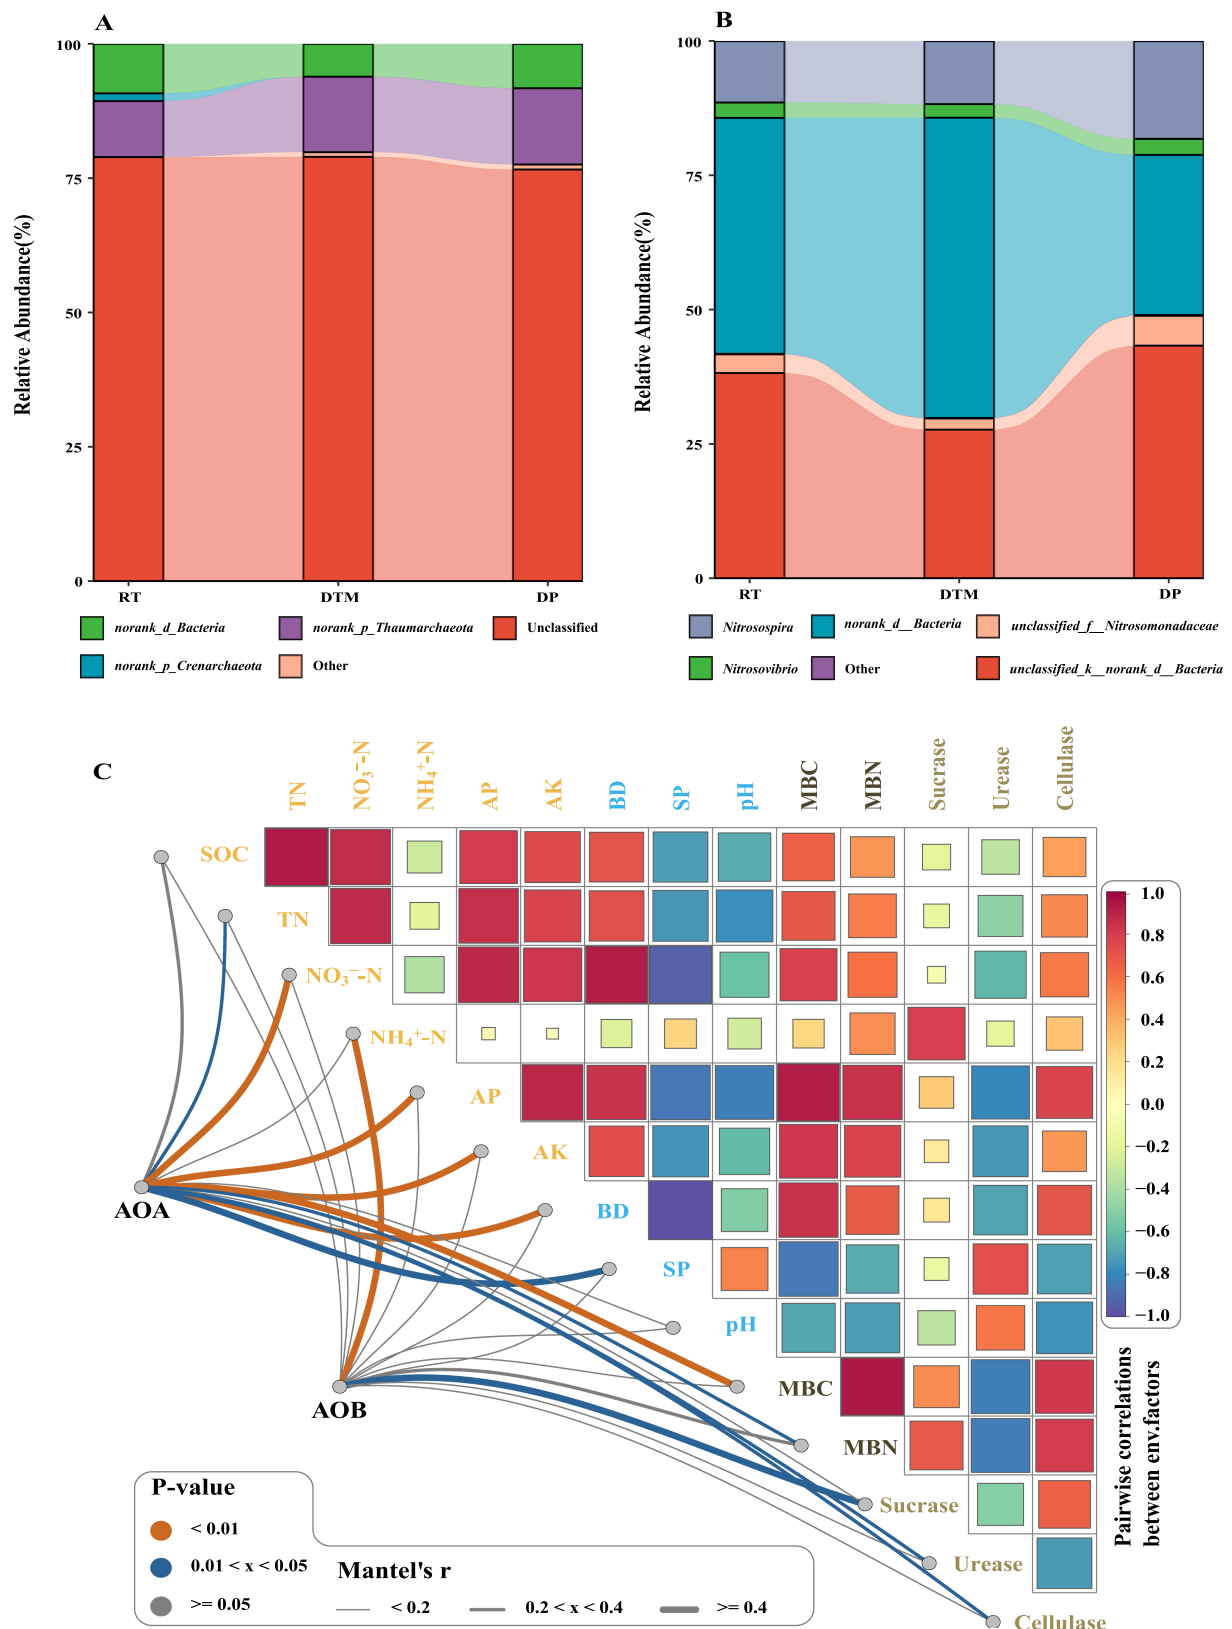 A
B
100
75
50
25
0
Relative Abundance(%)
RT
DTM
DP
norank_d_Bacteria
norank_p_Thaumarchaeota
Unclassified
norank_p_Crenarchaeota
Other
100
75
50
25
0
Relative Abundance(%)
RT
DTM
DP
Nitrosospira
norank_d__Bacteria
unclassified_f__Nitrosomonadaceae
Nitrosovibrio
Other
unclassified_k__norank_d__Bacteria
C
TN
NO₃⁻-N
NH₄⁺-N
AP
AK
BD
SP
pH
MBC
MBN
Sucrase
Urease
Cellulase
SOC
TN
NO₃⁻-N
NH₄⁺-N
AP
AK
BD
SP
pH
MBC
MBN
Sucrase
Urease
Cellulase
AOA
AOB
1.0
0.8
0.6
0.4
0.2
0.0
−0.2
−0.4
−0.6
−0.8
−1.0
Pairwise correlations
between env.factors
P-value
< 0.01
0.01 < x < 0.05
>= 0.05
Mantel's r
< 0.2
0.2 < x < 0.4
>= 0.4